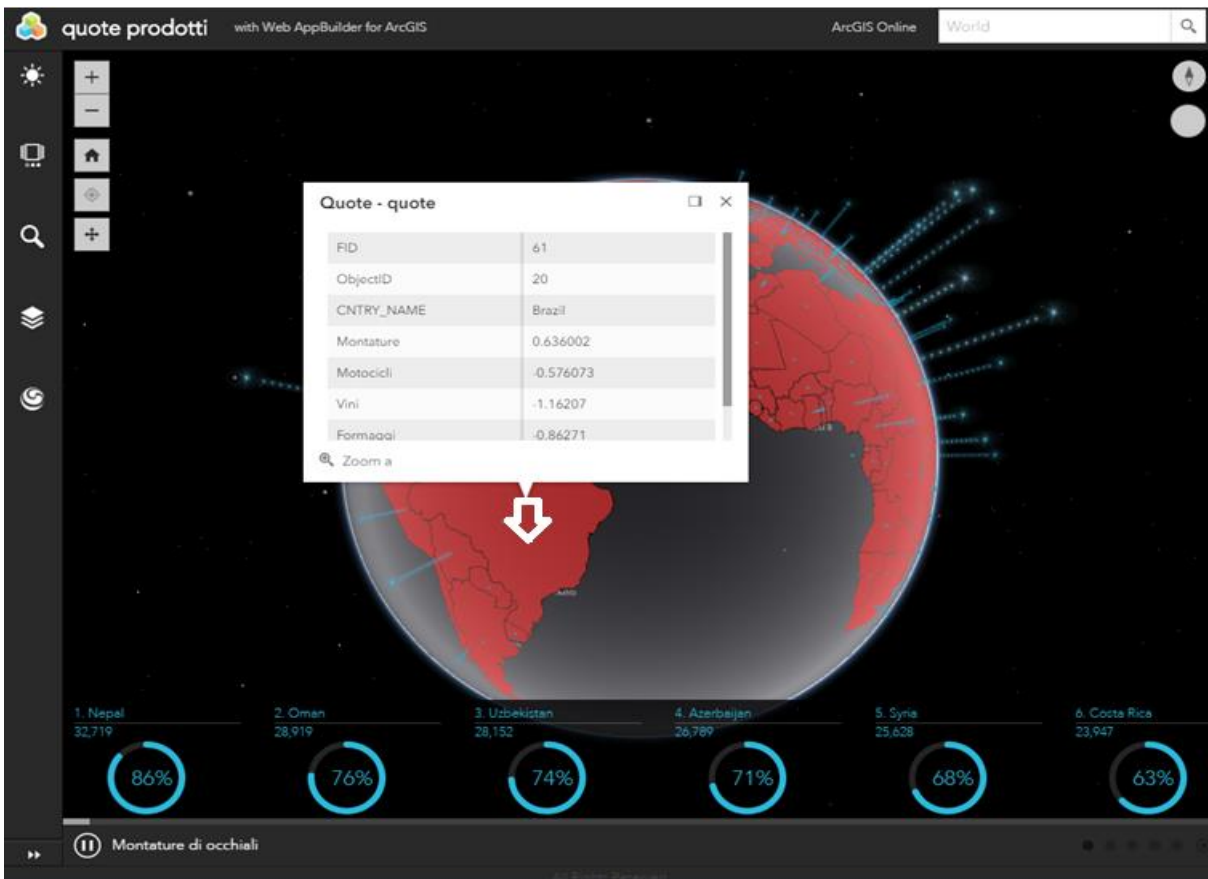 quote prodotti with Web AppBuilder for ArcGIS ArcGIS Online World
Quote - quote
FID 61
ObjectID 20
CNTRY_NAME Brazil
Montature 0.636002
Motocicli -0.576073
Vini -1.16207
Formaggi -0.86271
Zoom a
1. Nepal 2. Oman 3. Uzbekistan 4. Azerbaijan 5. Syria 6. Costa Rica
32,719 28,919 28,152 26,789 25,628 23,947
86% 76% 74% 71% 68% 63%
Montature di occhiali
All Rights Reserved